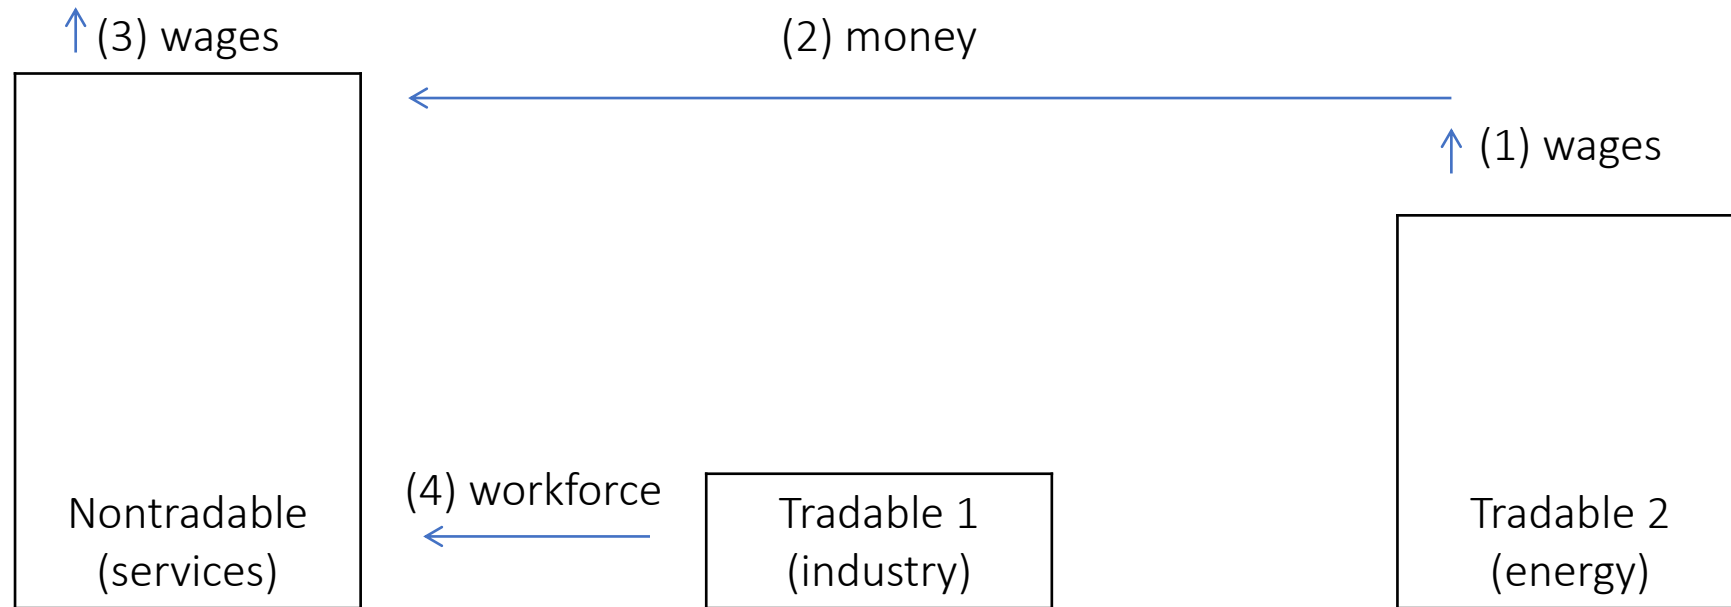 (3) wages
(2) money
(1) wages
(4) workforce
Nontradable
(services)
Tradable 1
(industry)
Tradable 2
(energy)